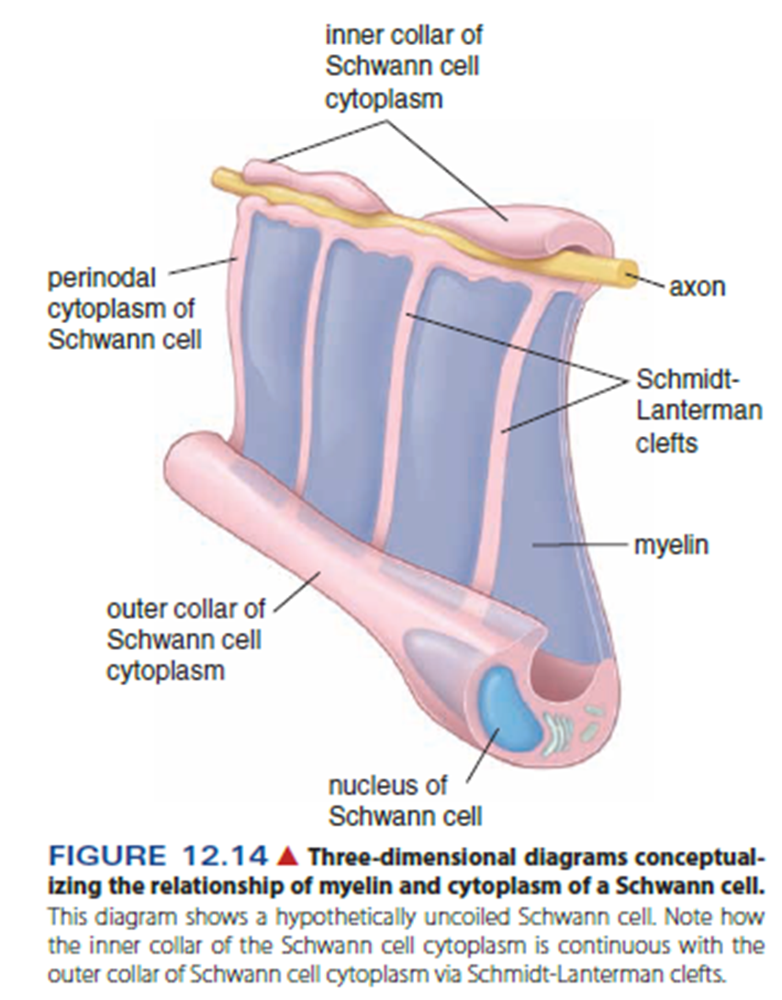 inner collar of
Schwann cell
cytoplasm
perinodal
cytoplasm of
Schwann cell
axon
Schmidt-
Lanterman
clefts
myelin
outer collar of
Schwann cell
cytoplasm
nucleus of
Schwann cell
FIGURE 12.14 ▲ Three-dimensional diagrams conceptual-
izing the relationship of myelin and cytoplasm of a Schwann cell.
This diagram shows a hypothetically uncoiled Schwann cell. Note how
the inner collar of the Schwann cell cytoplasm is continuous with the
outer collar of Schwann cell cytoplasm via Schmidt-Lanterman clefts.